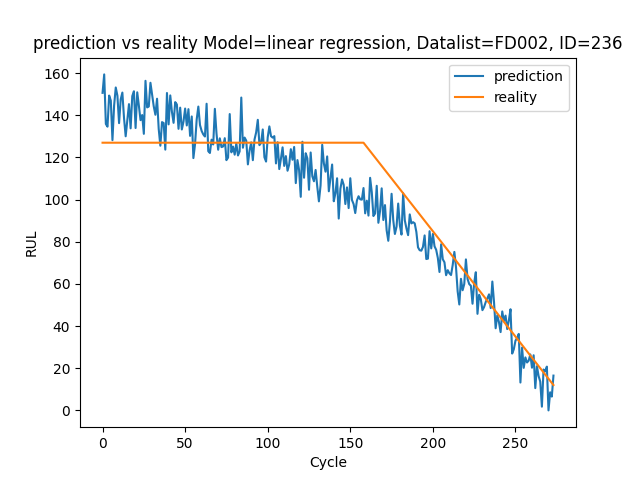 prediction vs reality Model=linear regression, Datalist=FD002, ID=236
prediction
reality
160
140
120
100
80
60
40
20
0
RUL
0 50 100 150 200 250
Cycle